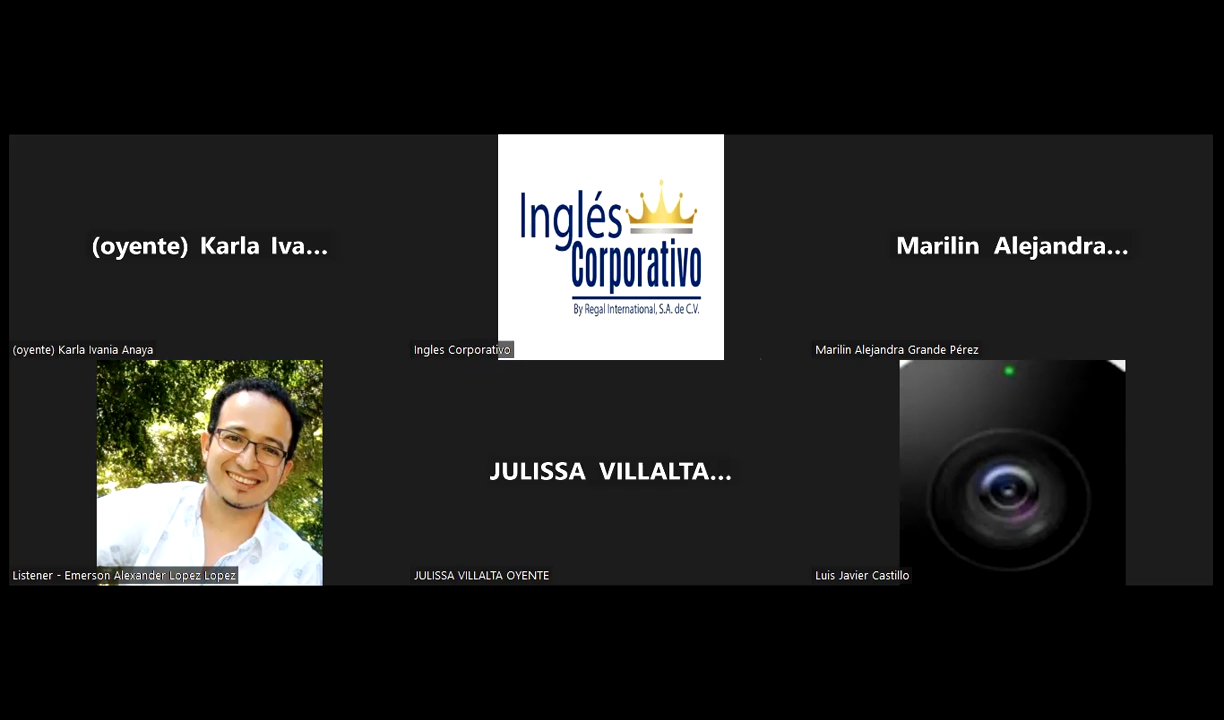 (oyente) Karla Iva...
Inglés
Corporativo
By Regal International, S.A. de C.V.
Marilin Alejandra...
(oyente) Karla Ivania Anaya
Ingles Corporativo
Marilin Alejandra Grande Pérez
JULISSA VILLALTA...
Listener - Emerson Alexander Lopez Lopez
JULISSA VILLALTA OYENTE
Luis Javier Castillo